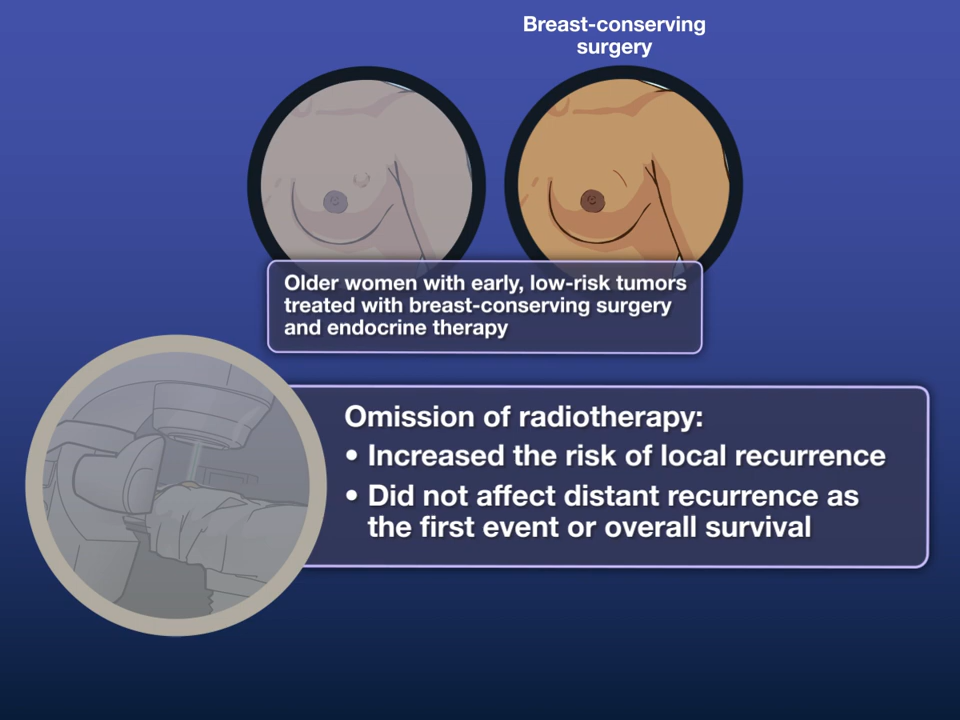 Breast-conserving
surgery
Older women with early, low-risk tumors
treated with breast-conserving surgery
and endocrine therapy
Omission of radiotherapy:
• Increased the risk of local recurrence
• Did not affect distant recurrence as
the first event or overall survival